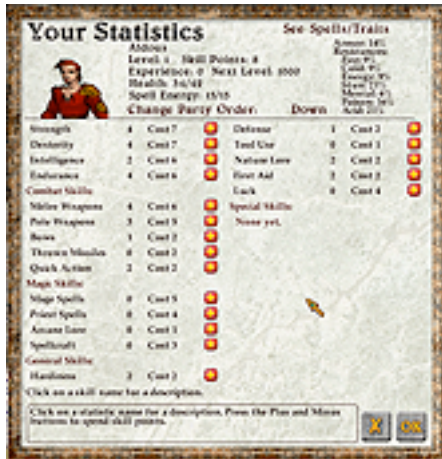 Your Statistics
See Spells/Traits
Level: 1 Skill Points: 8
Experience: 0 Next Level: 1000
Health:
Spell Energy: 15/15
Armor:
Resistances:
Change Party Order: Down
Strength 4 Cost 7
Dexterity 4 Cost 7
Intelligence 2 Cost 6
Endurance 4 Cost 6
Combat Skills:
Melee Weapons 4 Cost 6
Pole Weapons 3 Cost 5
Bows 1 Cost 2
Thrown Missiles 0 Cost 2
Quick Action 2 Cost 2
Magic Skills:
Mage Spells 0 Cost 5
Priest Spells 0 Cost 4
Arcane Lore 0 Cost 1
Spellcraft 0 Cost 3
General Skills:
Hardiness 2 Cost 2
Defense 1 Cost 2
Tool Use 0 Cost 1
Nature Lore 2 Cost 2
First Aid 2 Cost 2
Luck 0 Cost 4
Special Skills:
None yet.
Click on a skill name for a description.
Click on a statistic name for a description. Press the Plus and Minus
buttons to spend skill points.
X
OK